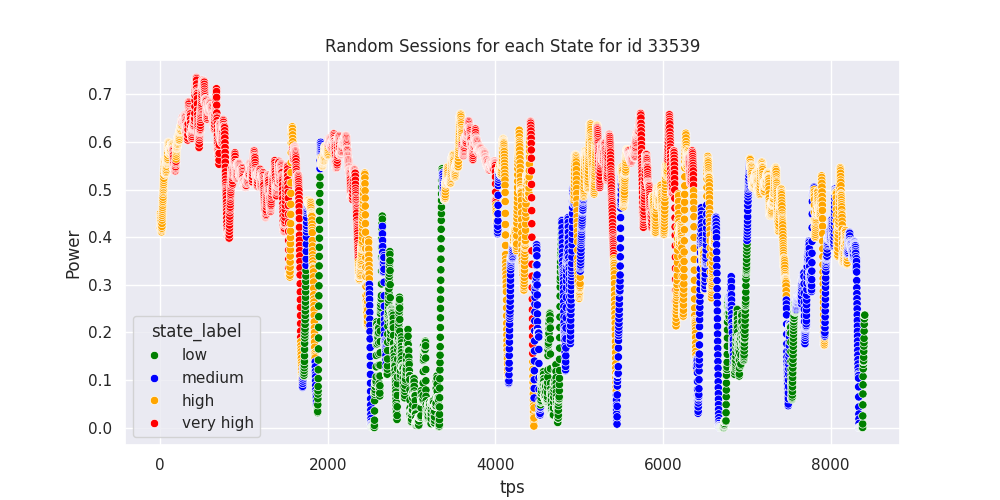 Random Sessions for each State for id 33539
Power
0.7
0.6
0.5
0.4
0.3
0.2
0.1
0.0
state_label
low
medium
high
very high
0
2000
4000
6000
8000
tps